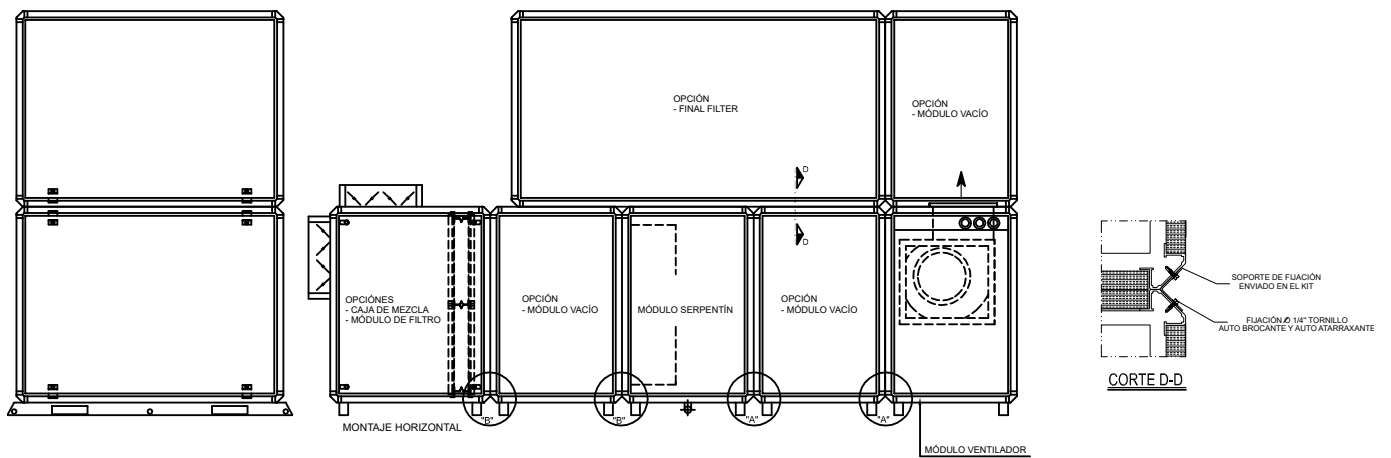 OPCIÓN
- FINAL FILTER
OPCIÓN
- MÓDULO VACÍO
D
D
OPCIÓNES
- CAJA DE MEZCLA
- MÓDULO DE FILTRO
OPCIÓN
- MÓDULO VACÍO
MÓDULO SERPENTÍN
OPCIÓN
- MÓDULO VACÍO
"B"
"B"
"A"
"A"
MONTAJE HORIZONTAL
MÓDULO VENTILADOR
SOPORTE DE FIJACIÓN
ENVIADO EN EL KIT
FIJACIÓN Ø 1/4" TORNILLO
AUTO BROCANTE Y AUTO ATARRAXANTE
CORTE D-D